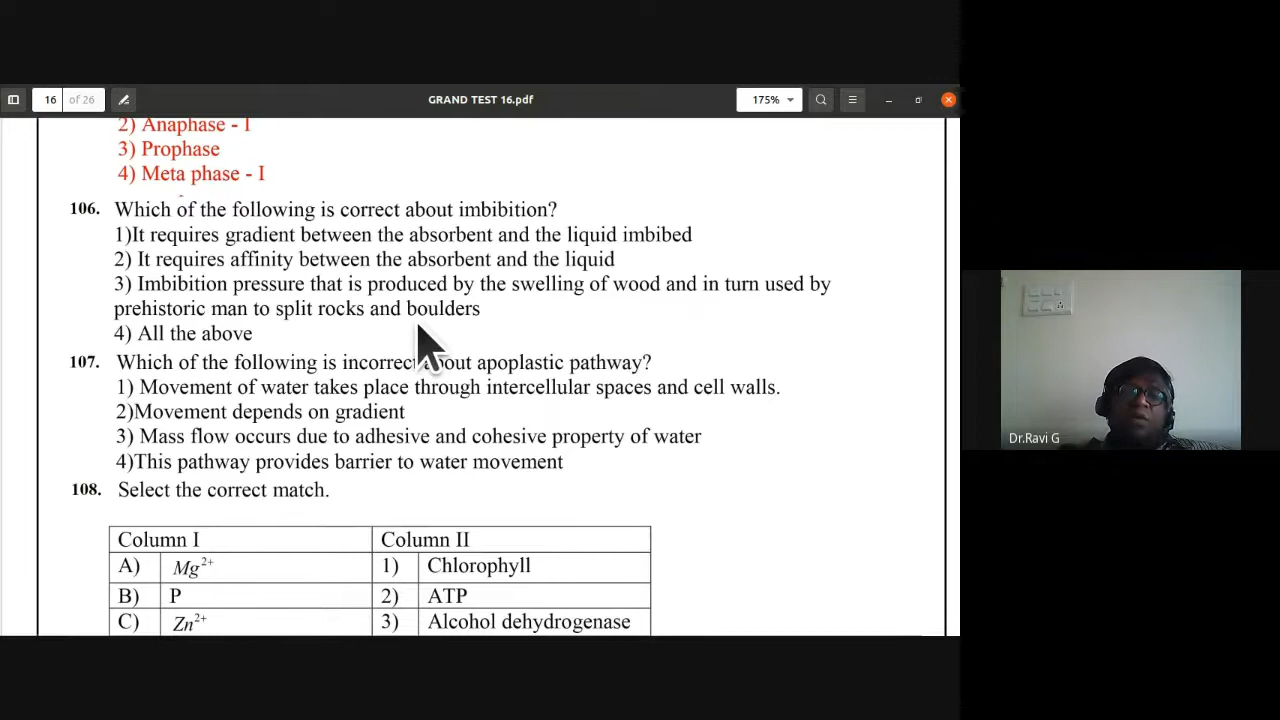 16 of 26 GRAND TEST 16.pdf 175%
2) Anaphase - I
3) Prophase
4) Meta phase - I
106. Which of the following is correct about imbibition?
1)It requires gradient between the absorbent and the liquid imbibed
2) It requires affinity between the absorbent and the liquid
3) Imbibition pressure that is produced by the swelling of wood and in turn used by
prehistoric man to split rocks and boulders
4) All the above
107. Which of the following is incorrect about apoplastic pathway?
1) Movement of water takes place through intercellular spaces and cell walls.
2)Movement depends on gradient
3) Mass flow occurs due to adhesive and cohesive property of water
4)This pathway provides barrier to water movement
108. Select the correct match.
Column I Column II
A) Mg²⁺ 1) Chlorophyll
B) P 2) ATP
C) Zn²⁺ 3) Alcohol dehydrogenase
Dr.Ravi G